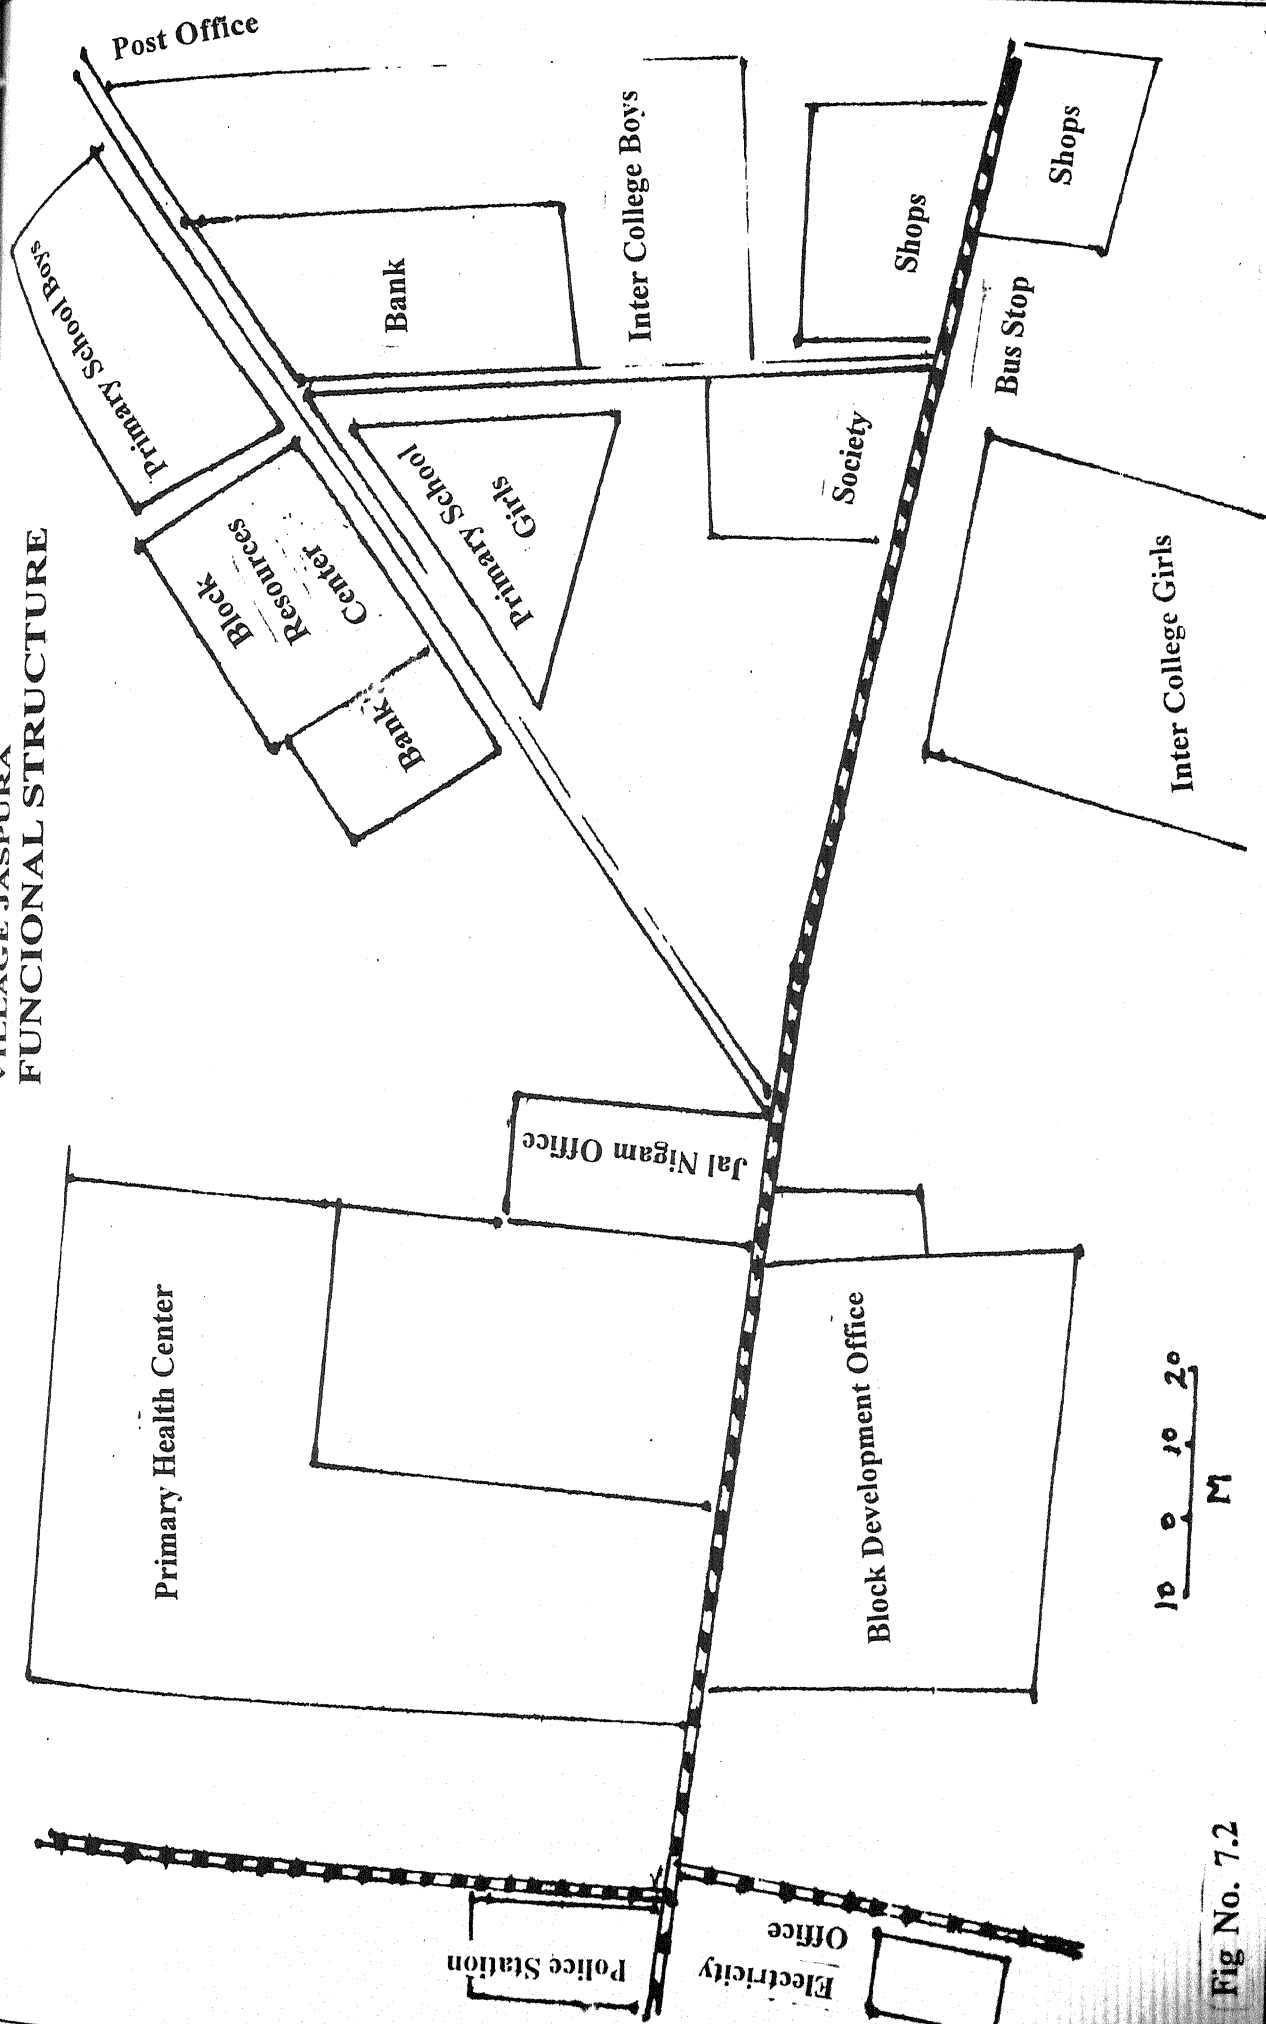 VILLAGE JASPURA
FUNCIONAL STRUCTURE
Post Office
Primary School Boys
Block
Resources
Center
Bank
Bank
Inter College Boys
Primary School
Girls
Shops
Shops
Society
Bus Stop
Inter College Girls
Jal Nigam Office
Primary Health Center
Block Development Office
Police Station
Electricity
Office
10 0 10 20
M
Fig No. 7.2